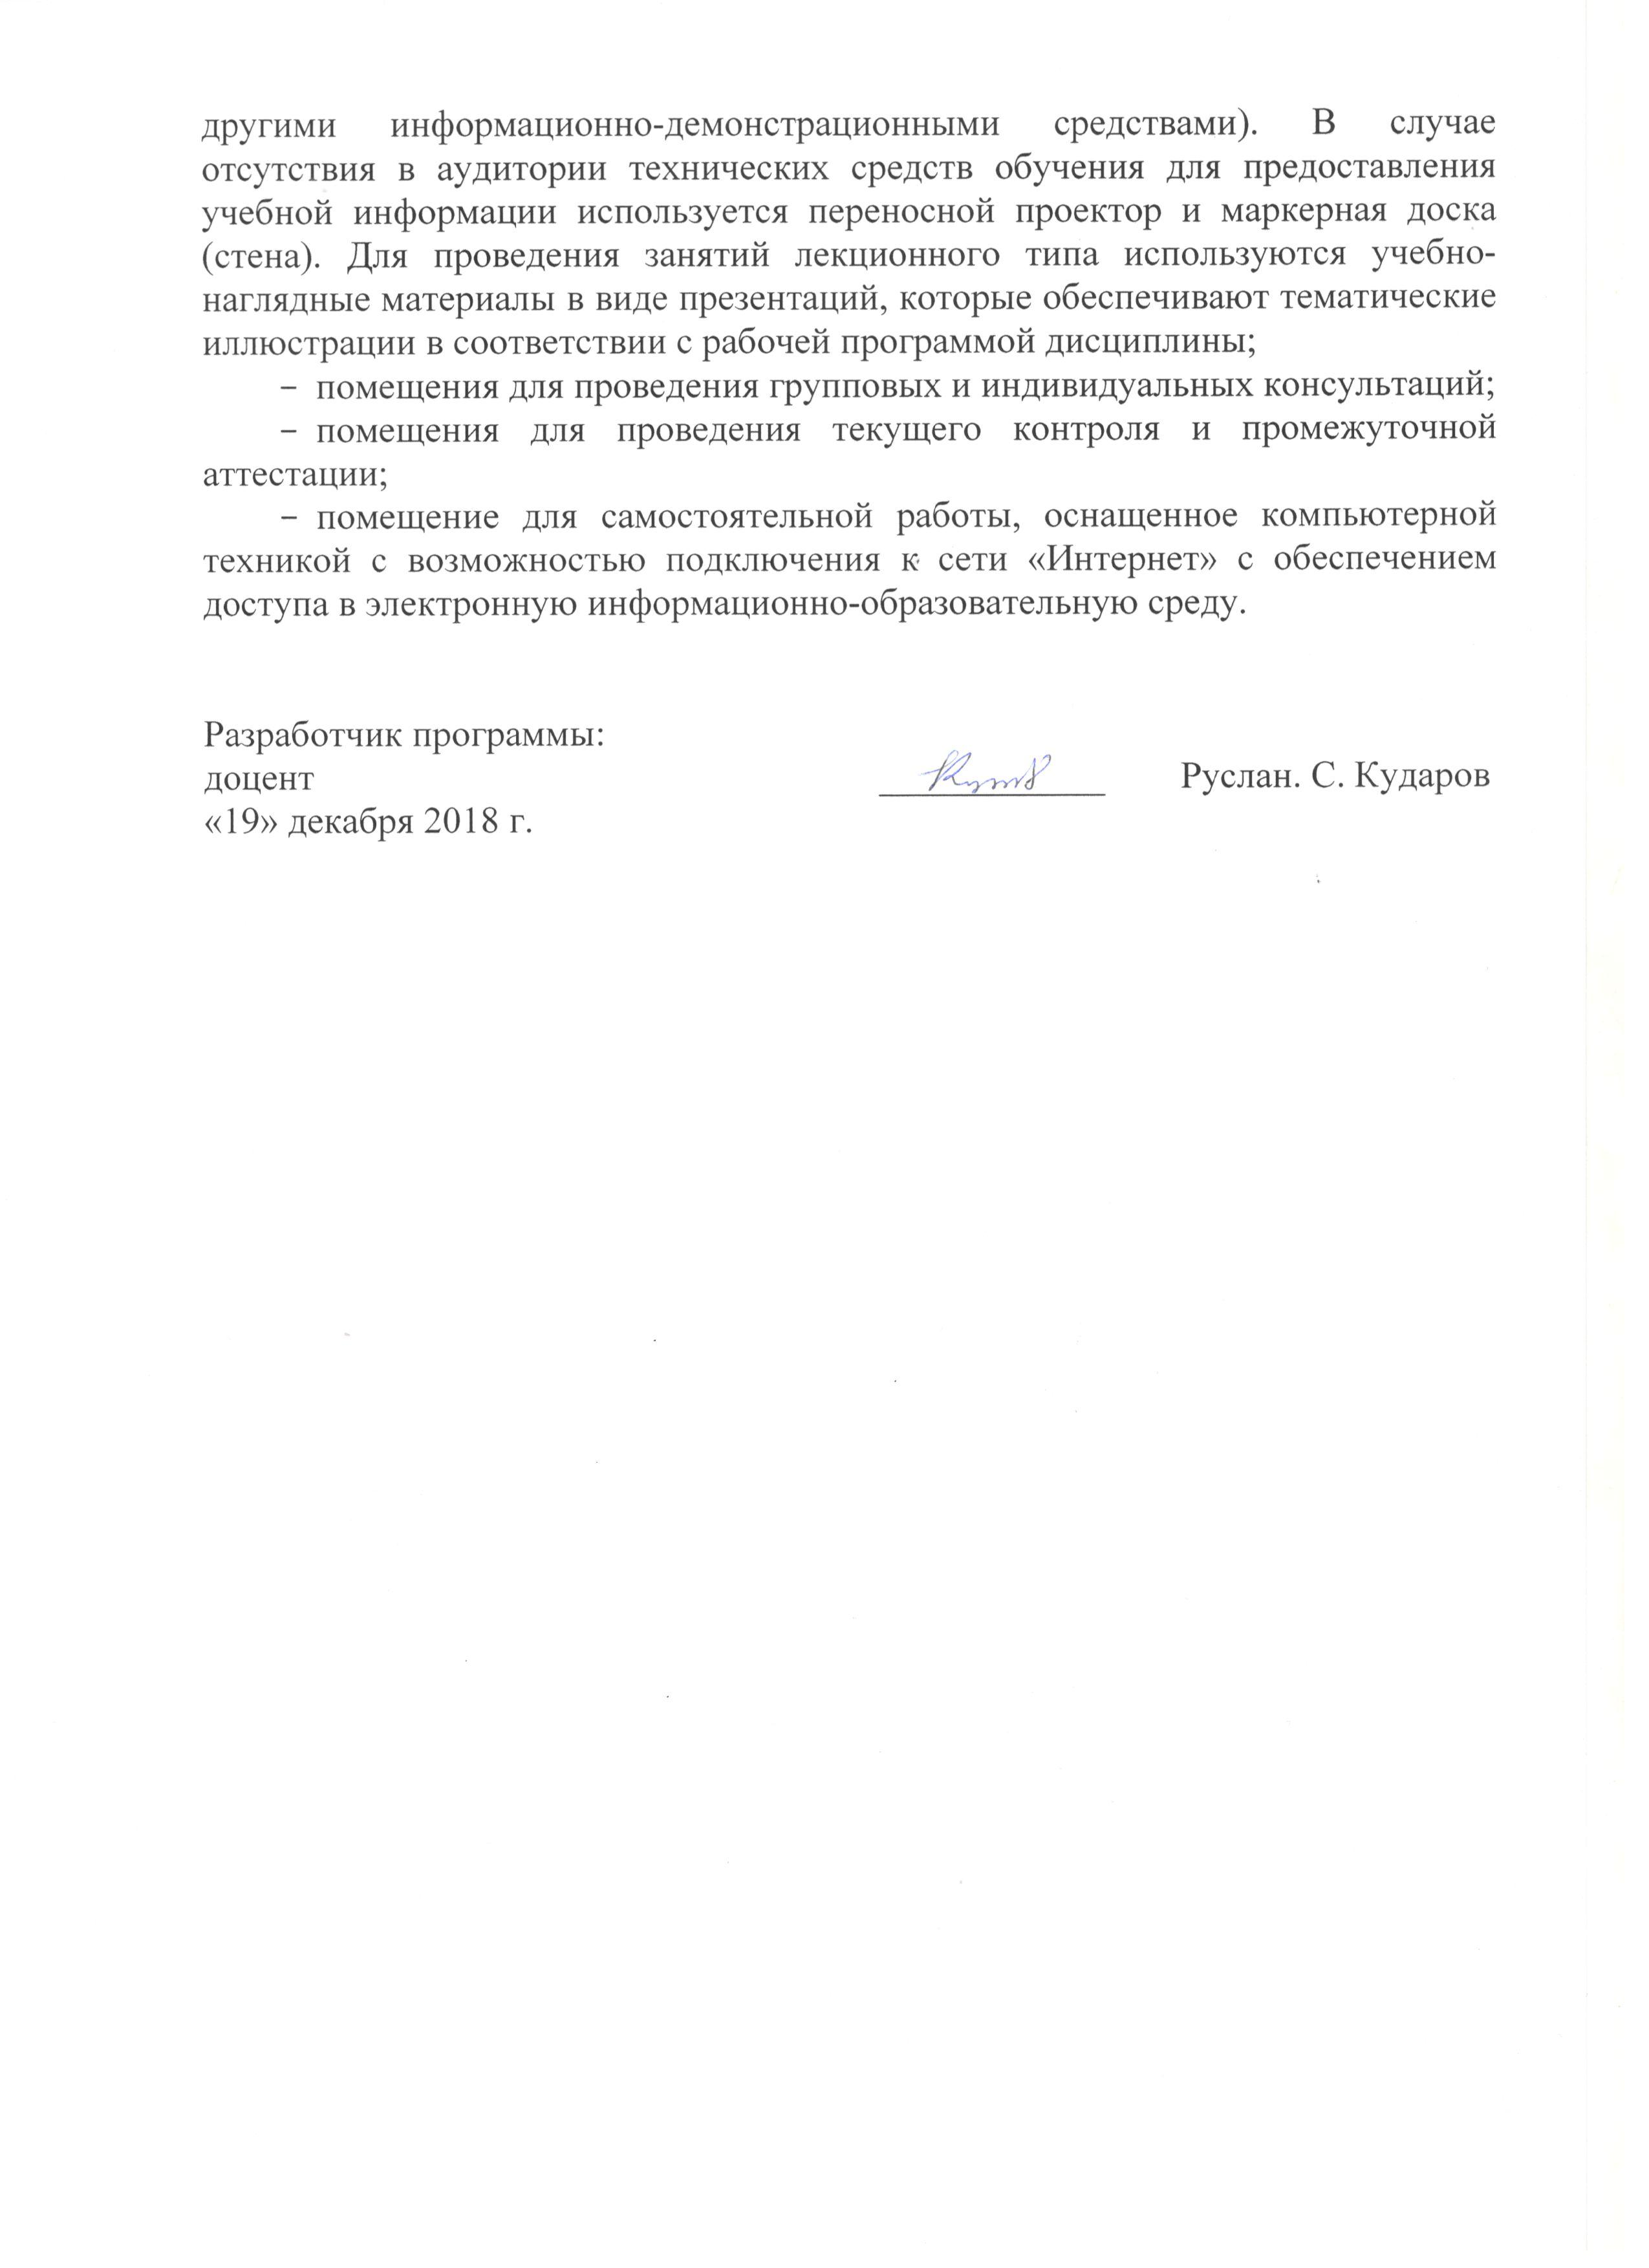 другими информационно-демонстрационными средствами). В случае
отсутствия в аудитории технических средств обучения для предоставления
учебной информации используется переносной проектор и маркерная доска
(стена). Для проведения занятий лекционного типа используются учебно-
наглядные материалы в виде презентаций, которые обеспечивают тематические
иллюстрации в соответствии с рабочей программой дисциплины;
− помещения для проведения групповых и индивидуальных консультаций;
− помещения для проведения текущего контроля и промежуточной
аттестации;
− помещение для самостоятельной работы, оснащенное компьютерной
техникой с возможностью подключения к сети «Интернет» с обеспечением
доступа в электронную информационно-образовательную среду.
Разработчик программы:
доцент Руслан. С. Кударов
«19» декабря 2018 г.